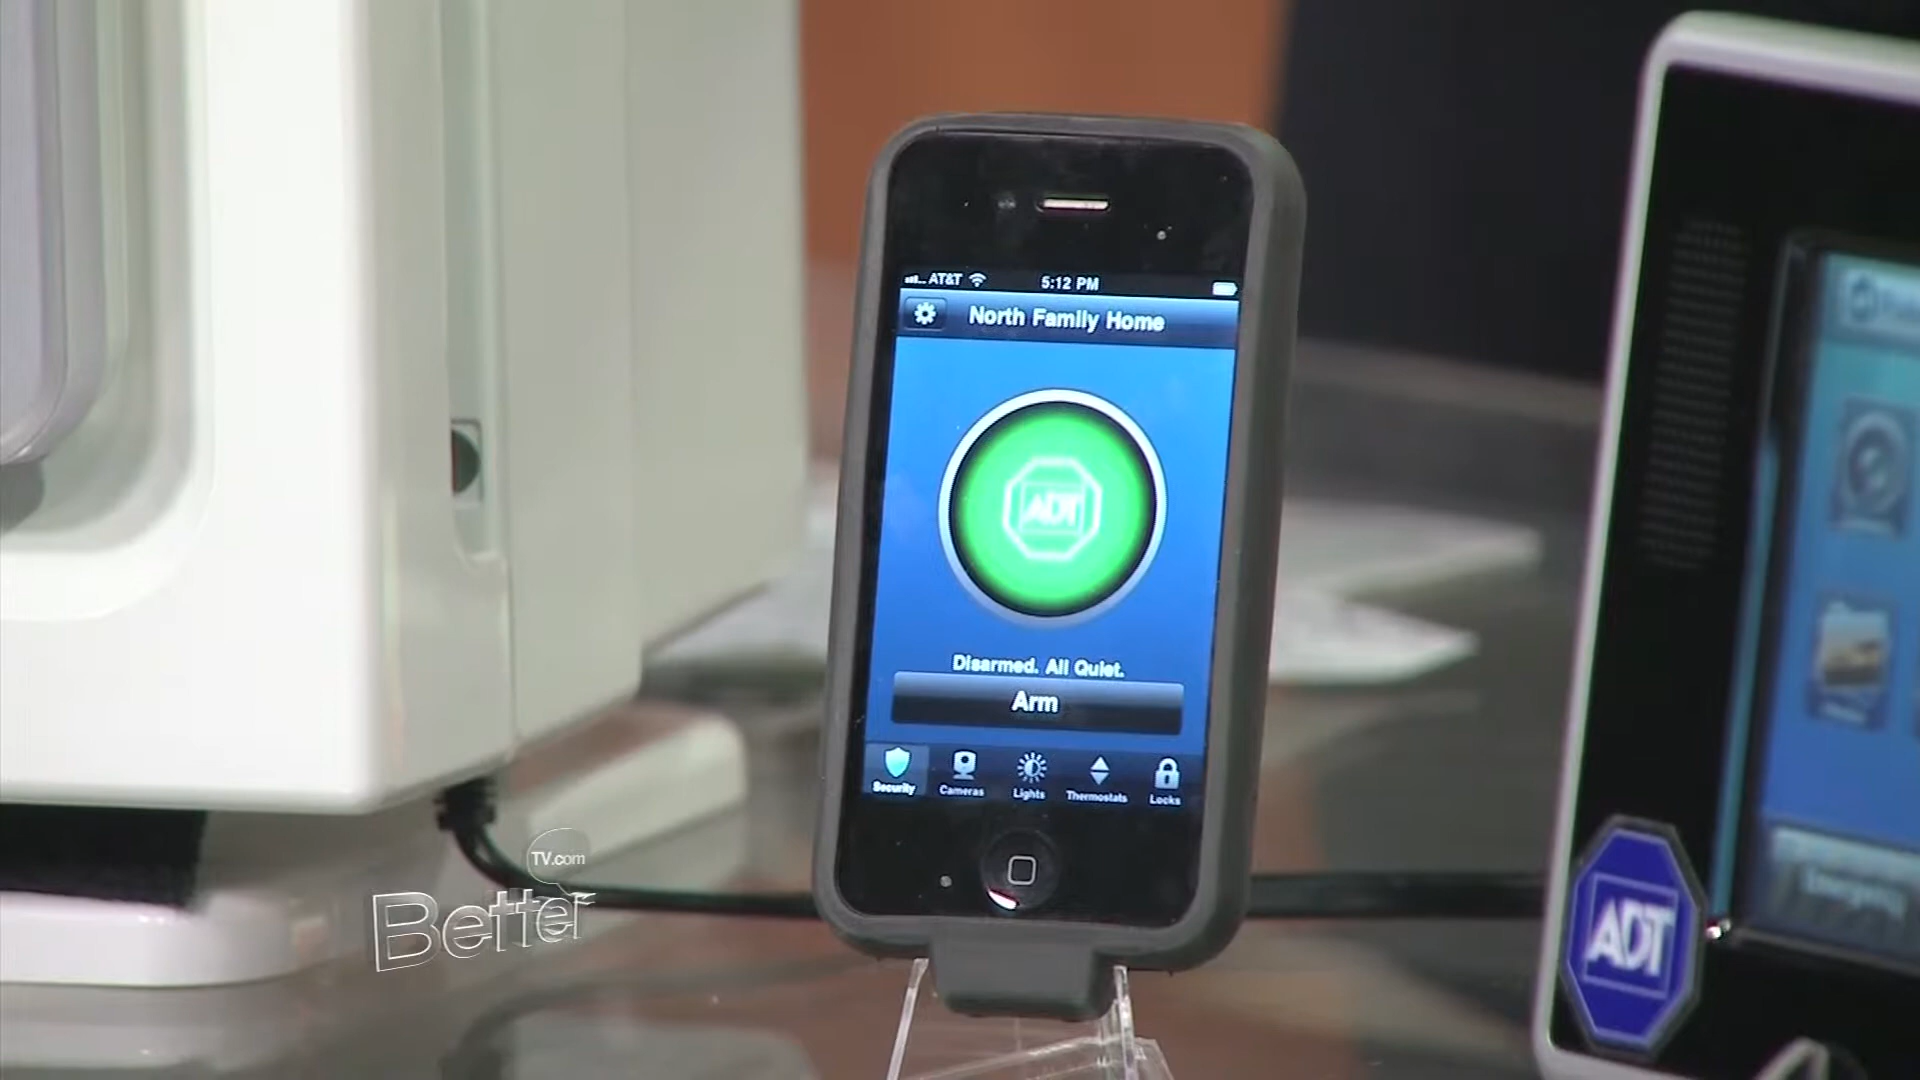 AT&T 5:12 PM
North Family Home
ADT
Disarmed. All Quiet.
Arm
Security Cameras Lights Thermostats Locks
TV.com
Better
ADT
Emergency